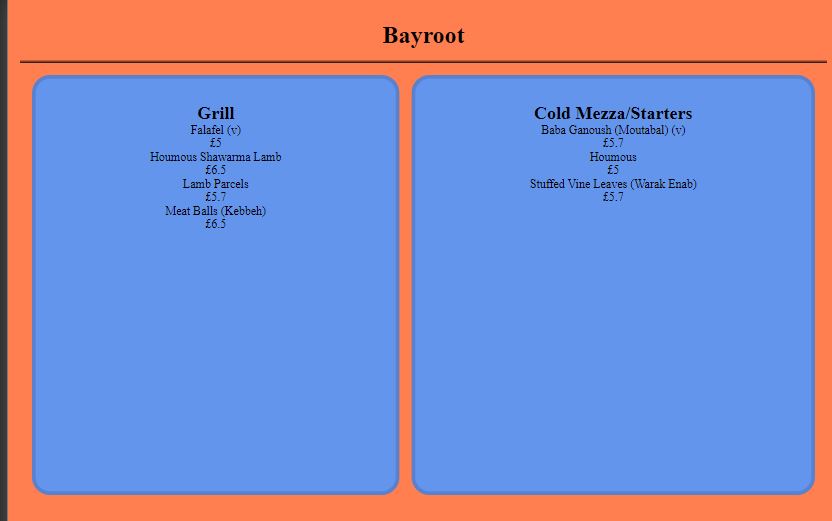 Bayroot
Grill
Falafel (v)
£5
Houmous Shawarma Lamb
£6.5
Lamb Parcels
£5.7
Meat Balls (Kebbeh)
£6.5
Cold Mezza/Starters
Baba Ganoush (Moutabal) (v)
£5.7
Houmous
£5
Stuffed Vine Leaves (Warak Enab)
£5.7